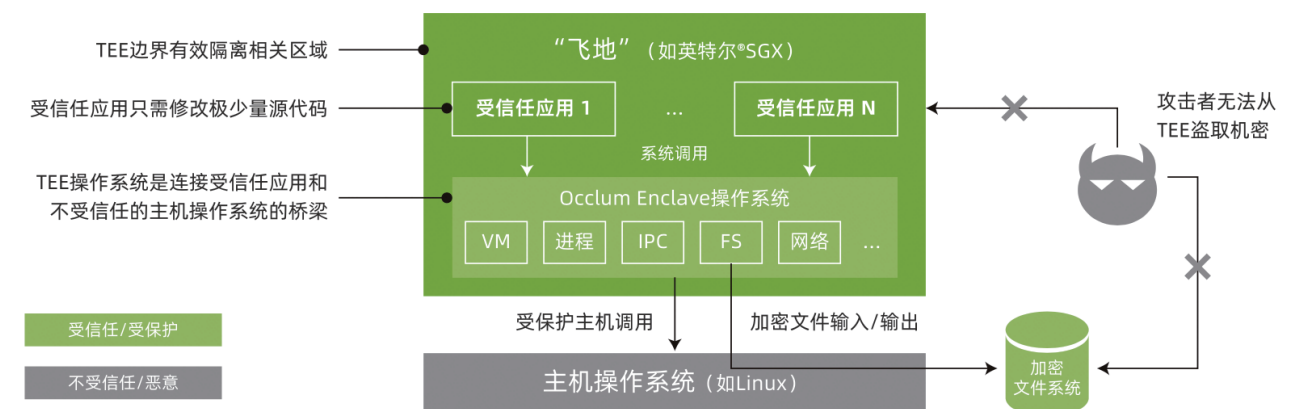 TEE边界有效隔离相关区域
“飞地”（如英特尔®SGX）
受信任应用只需修改极少量源代码
受信任应用 1
...
受信任应用 N
攻击者无法从
TEE盗取机密
系统调用
TEE操作系统是连接受信任应用和
不受信任的主机操作系统的桥梁
Occlum Enclave操作系统
VM
进程
IPC
FS
网络
...
受保护主机调用
加密文件输入/输出
受信任/受保护
不受信任/恶意
主机操作系统（如Linux）
加密
文件系统